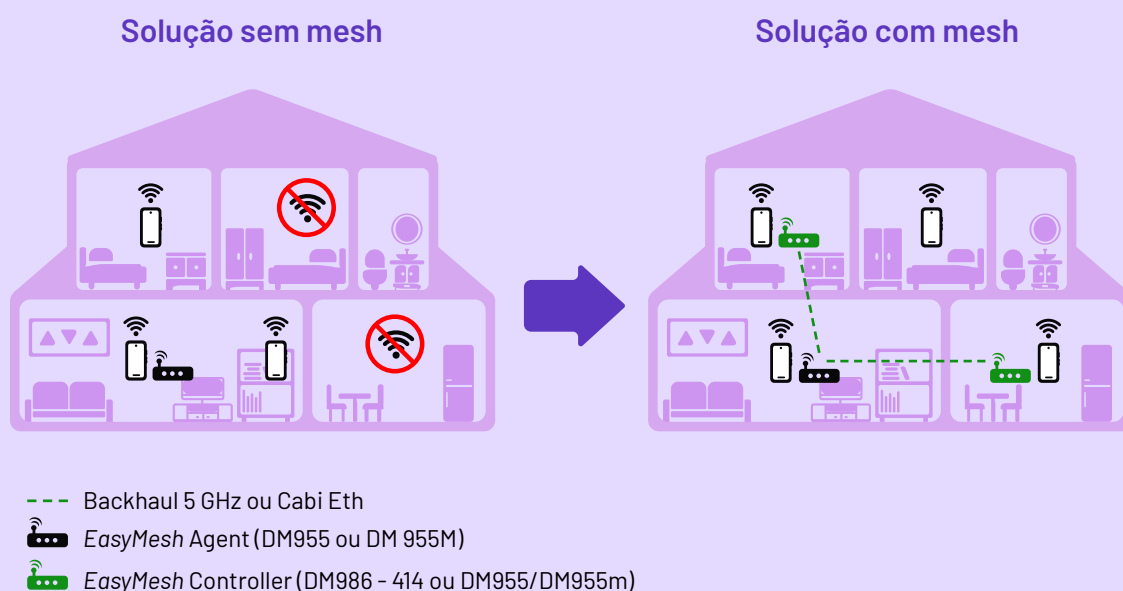 Solução sem mesh
Solução com mesh
Backhaul 5 GHz ou Cabi Eth
EasyMesh Agent (DM955 ou DM 955M)
EasyMesh Controller (DM986 - 414 ou DM955/DM955m)